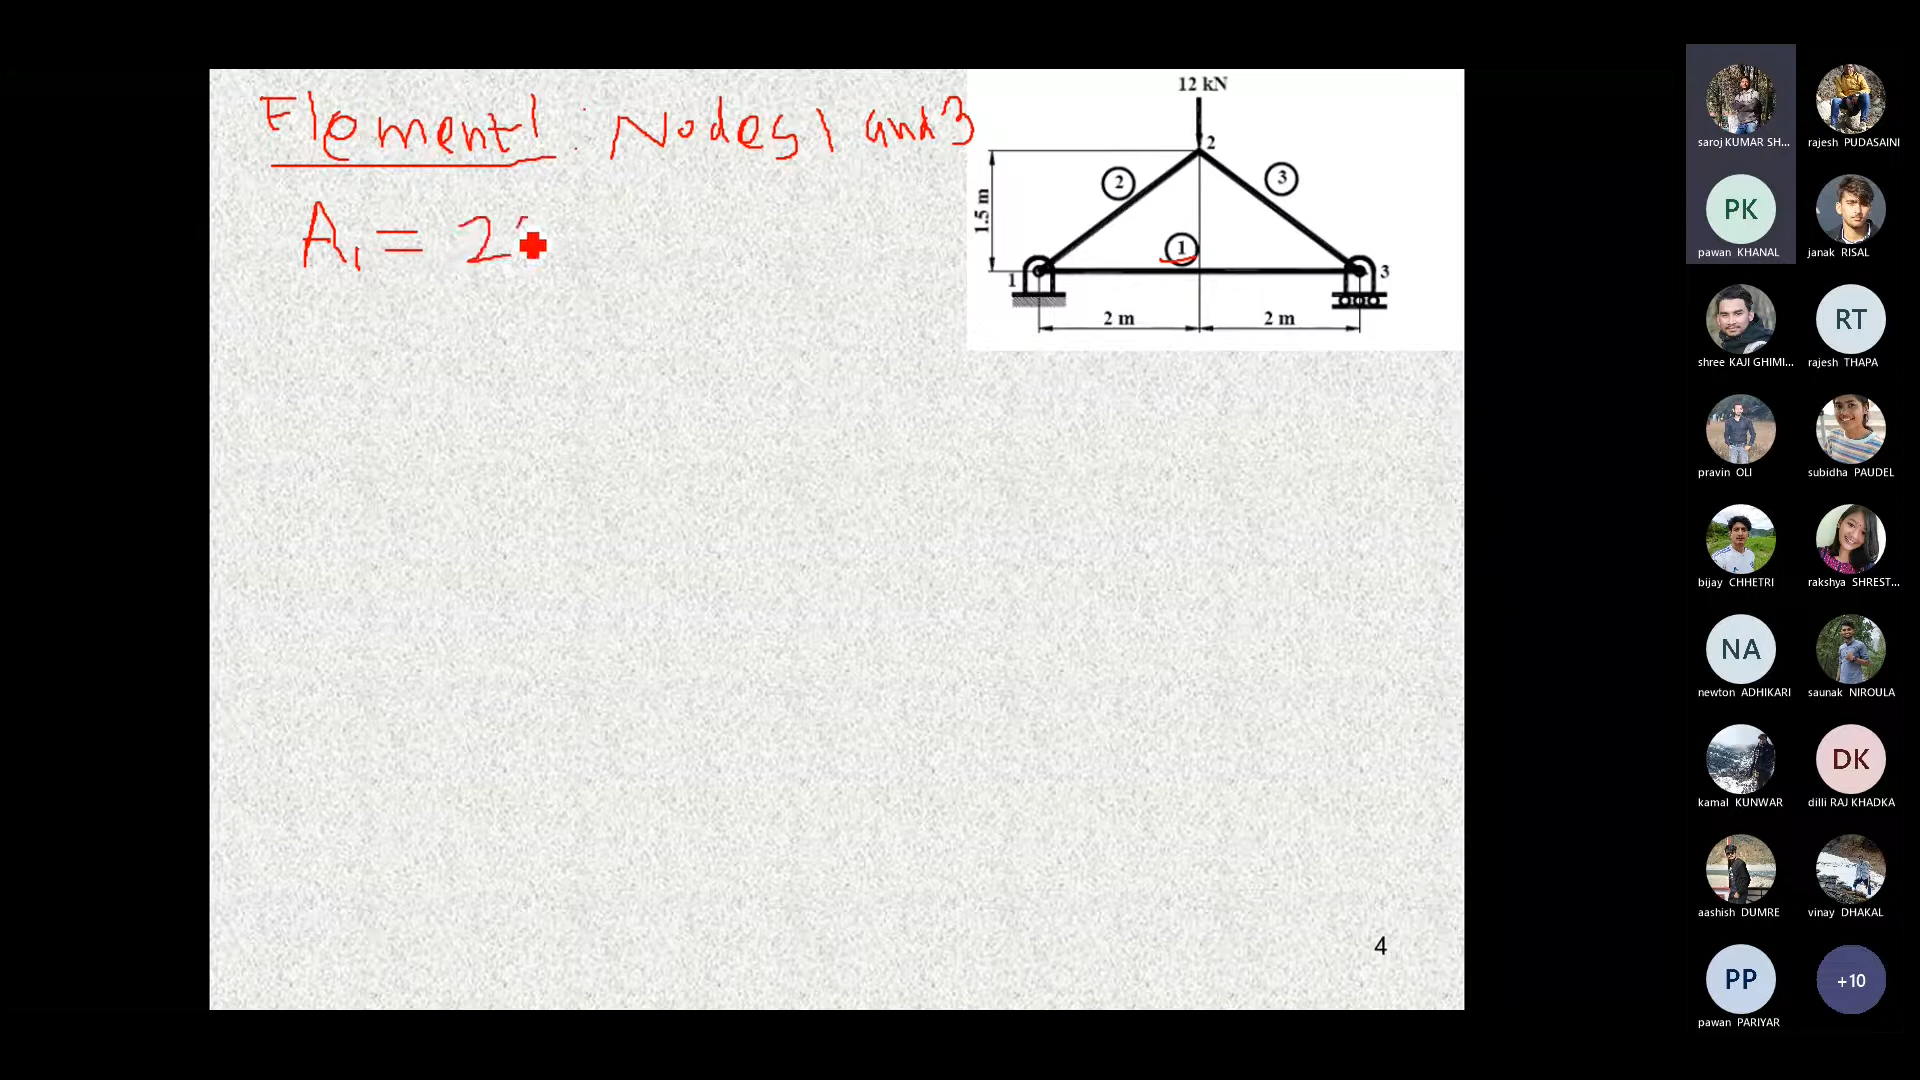 Element 1 : Nodes 1 and 3
A₁ = 2
12 kN
2
2
3
1.5 m
1
1
3
2 m
2 m
4
saroj KUMAR SH...
rajesh PUDASAINI
PK
pawan KHANAL
janak RISAL
shree KAJI GHIMI...
RT
rajesh THAPA
pravin OLI
subidha PAUDEL
bijay CHHETRI
rakshya SHREST...
NA
newton ADHIKARI
saunak NIROULA
kamal KUNWAR
DK
dilli RAJ KHADKA
aashish DUMRE
vinay DHAKAL
PP
pawan PARIYAR
+10